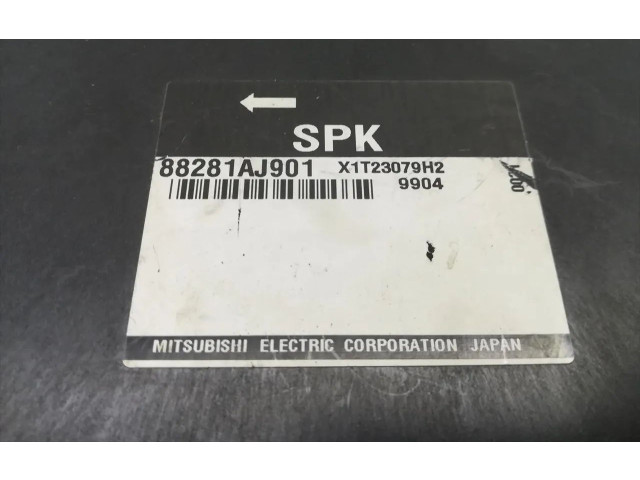 SPK
88281AJ901 X1T23079H2
9904
MITSUBISHI ELECTRIC CORPORATION JAPAN